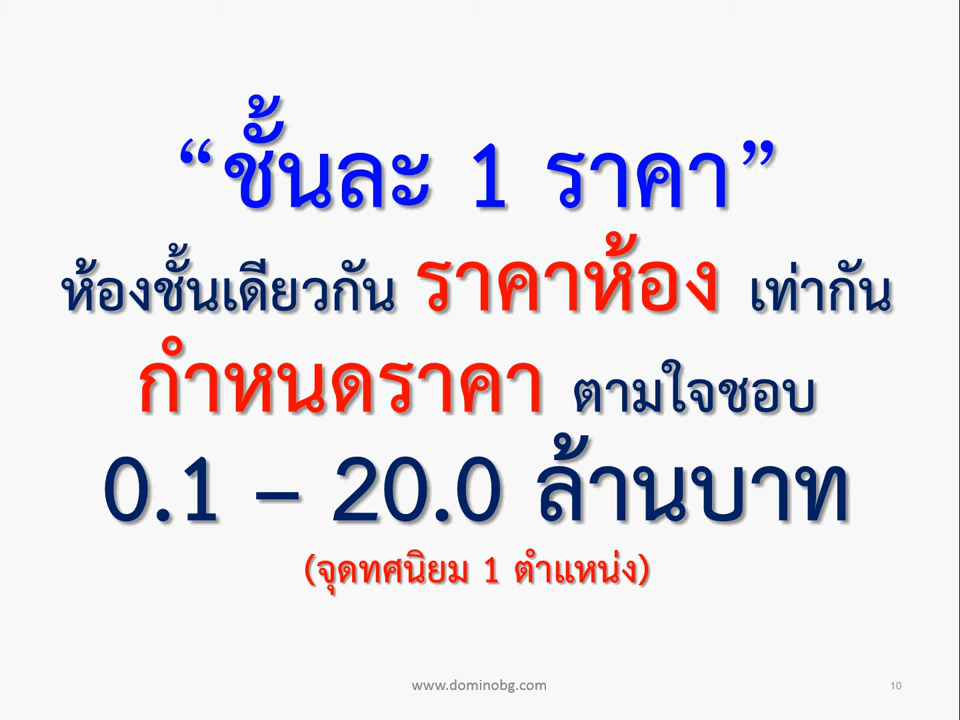 “ชั้นละ 1 ราคา”
ห้องชั้นเดียวกัน ราคาห้อง เท่ากัน
กำหนดราคา ตามใจชอบ
0.1 – 20.0 ล้านบาท
(จุดทศนิยม 1 ตำแหน่ง)
www.dominobg.com
10